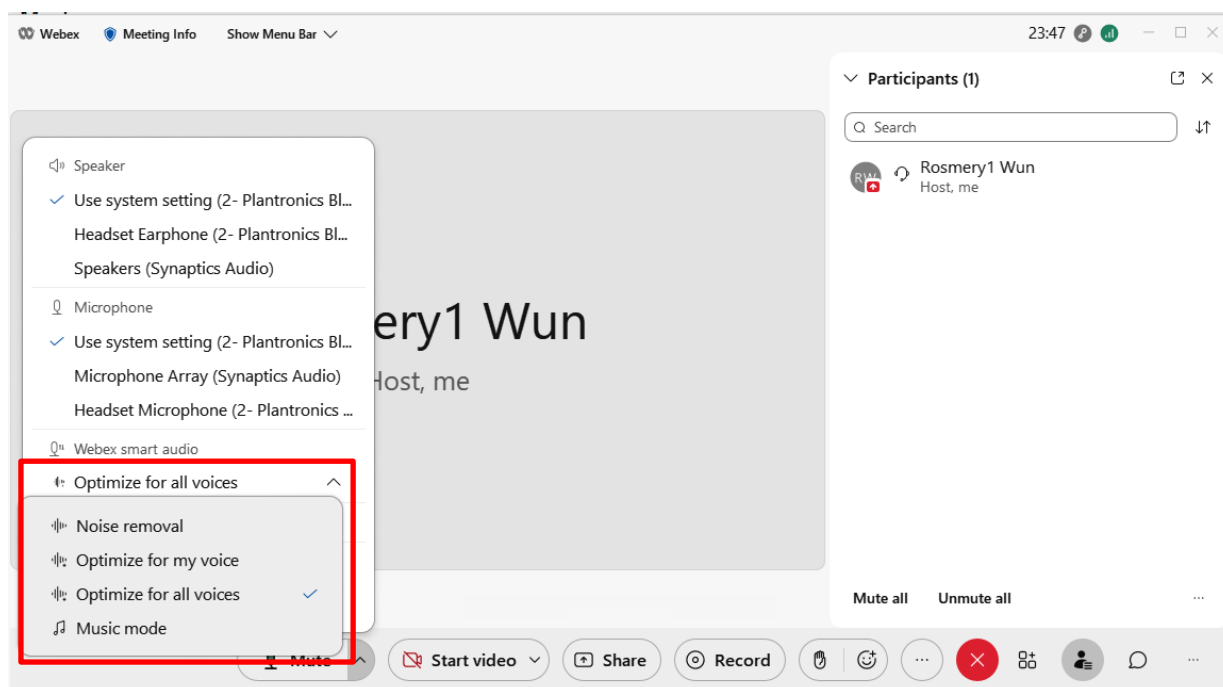 Webex Meeting Info Show Menu Bar 23:47
Participants (1)
Search
RW Rosmery1 Wun
Host, me
Speaker
Use system setting (2- Plantronics Bl...
Headset Earphone (2- Plantronics Bl...
Speakers (Synaptics Audio)
Microphone
Use system setting (2- Plantronics Bl...
Microphone Array (Synaptics Audio)
Headset Microphone (2- Plantronics ...
Webex smart audio
Optimize for all voices
Noise removal
Optimize for my voice
Optimize for all voices
Music mode
ery1 Wun
Host, me
Mute all Unmute all ...
Mute Start video Share Record ... ...